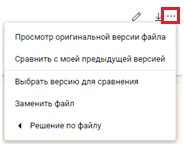 Просмотр оригинальной версии файла
Сравнить с моей предыдущей версией
Выбрать версию для сравнения
Заменить файл
Решение по файлу